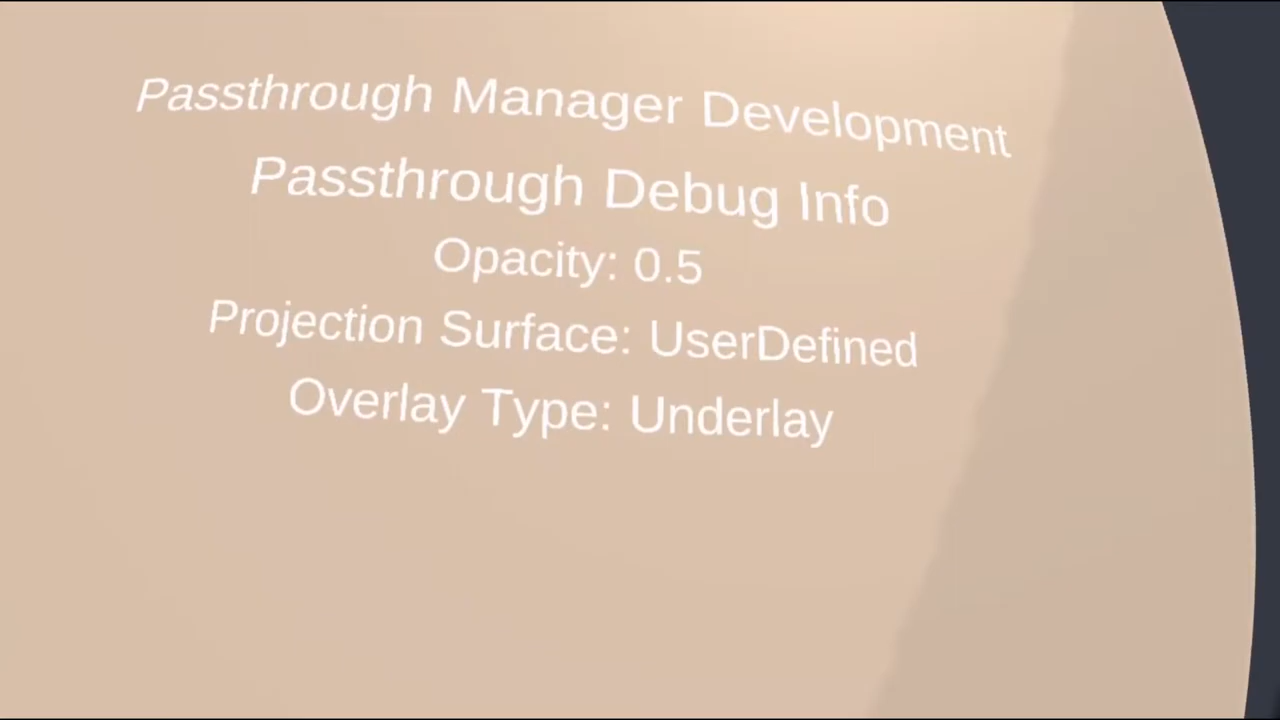 Passthrough Manager Development
Passthrough Debug Info
Opacity: 0.5
Projection Surface: UserDefined
Overlay Type: Underlay